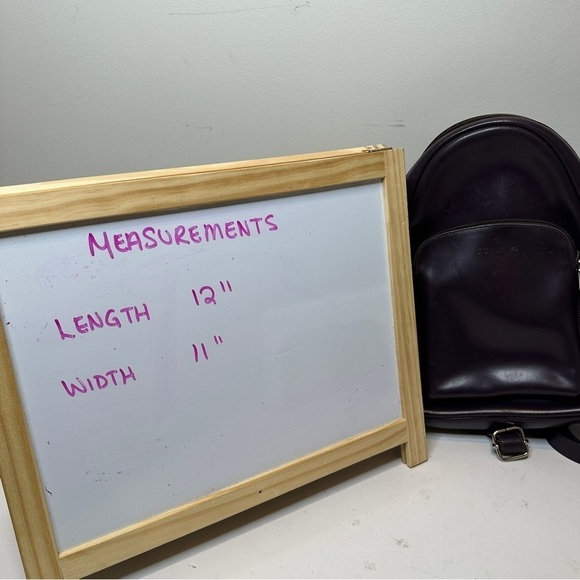 MEASUREMENTS
LENGTH 12"
WIDTH 11"